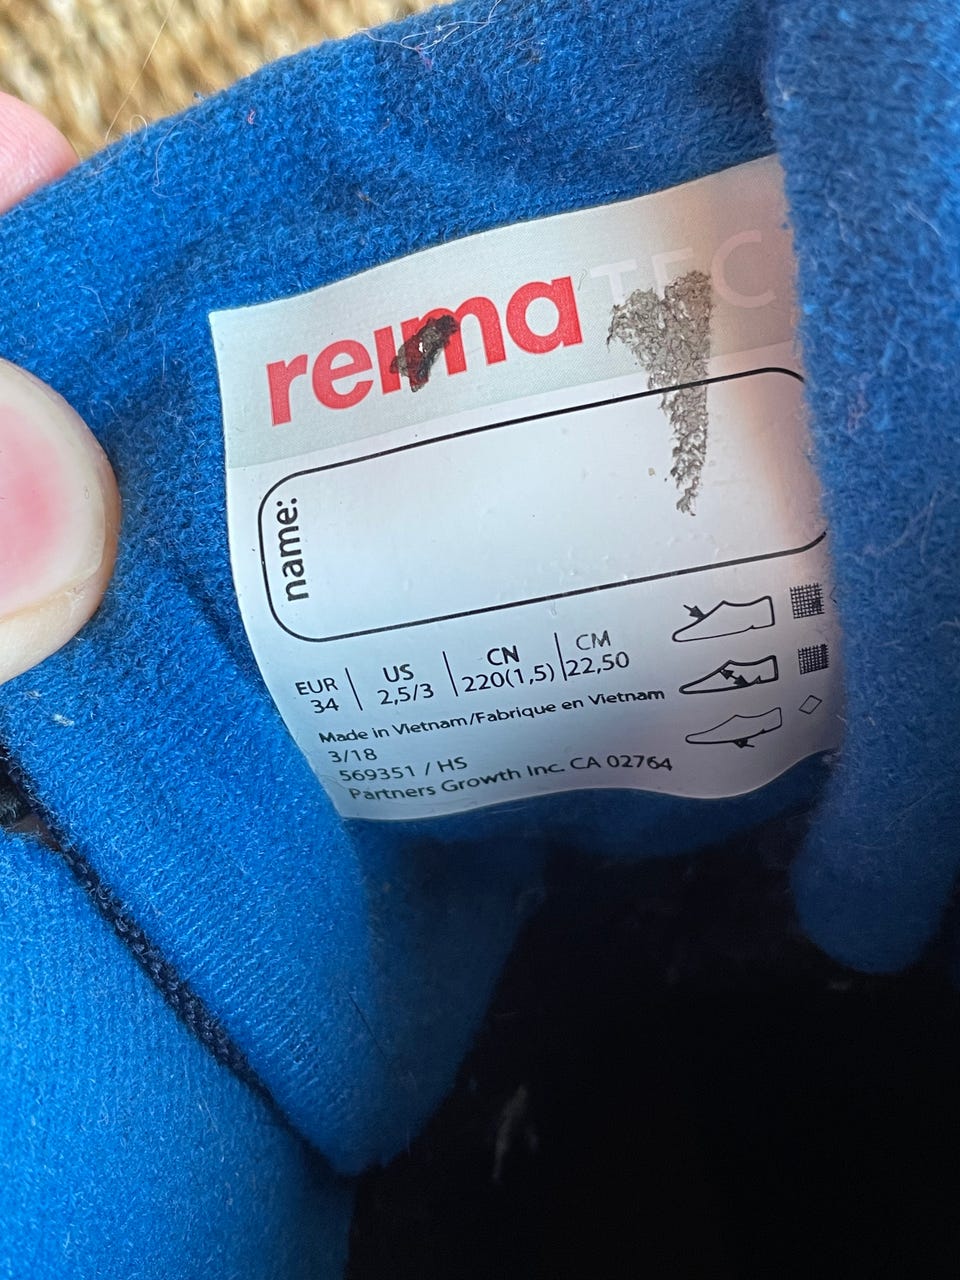 reima TEC
name:
EUR | US | CN | CM
34 | 2,5/3 | 220(1,5) | 22,50
Made in Vietnam/Fabrique en Vietnam
3/18
569351 / HS
Partners Growth Inc. CA 02764